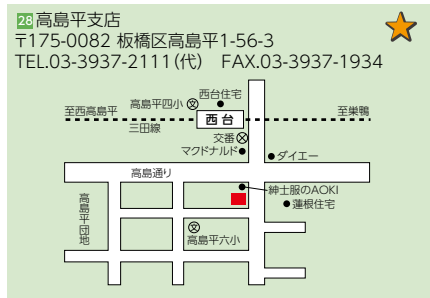 28 高島平支店
〒175-0082 板橋区高島平1-56-3
TEL.03-3937-2111(代) FAX.03-3937-1934
西台住宅
高島平四小 文
至西高島平
西台
至巣鴨
三田線
交番
マクドナルド
ダイエー
高島通り
紳士服のAOKI
高島平団地
蓮根住宅
文
高島平六小